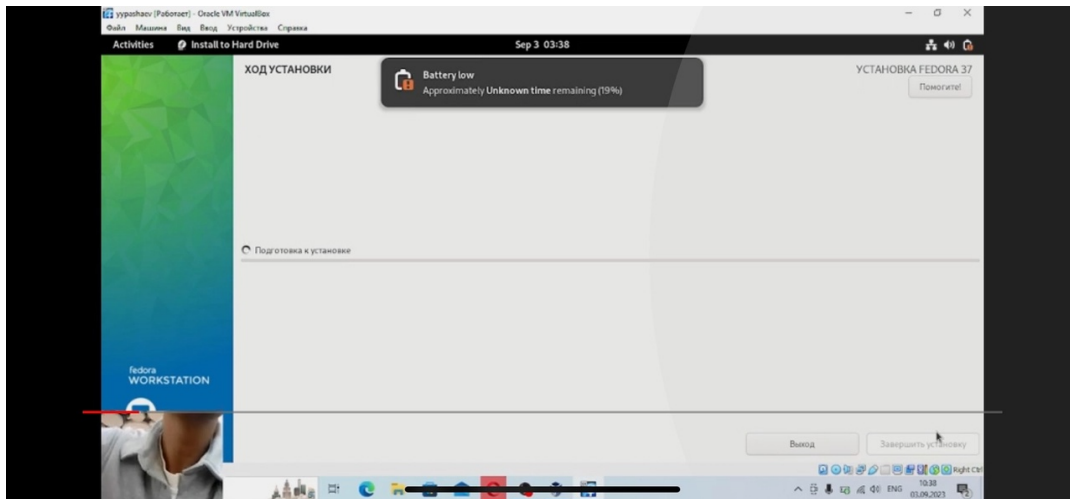 yypashaev [Работает] - Oracle VM VirtualBox
Файл Машина Вид Ввод Устройства Справка
Activities Install to Hard Drive Sep 3 03:38
ХОД УСТАНОВКИ
УСТАНОВКА FEDORA 37
Помогите!
Battery low
Approximately Unknown time remaining (19%)
Подготовка к установке
fedora
WORKSTATION
Выход Завершить установку
Right Ctrl
ENG
10:38
03.09.2023